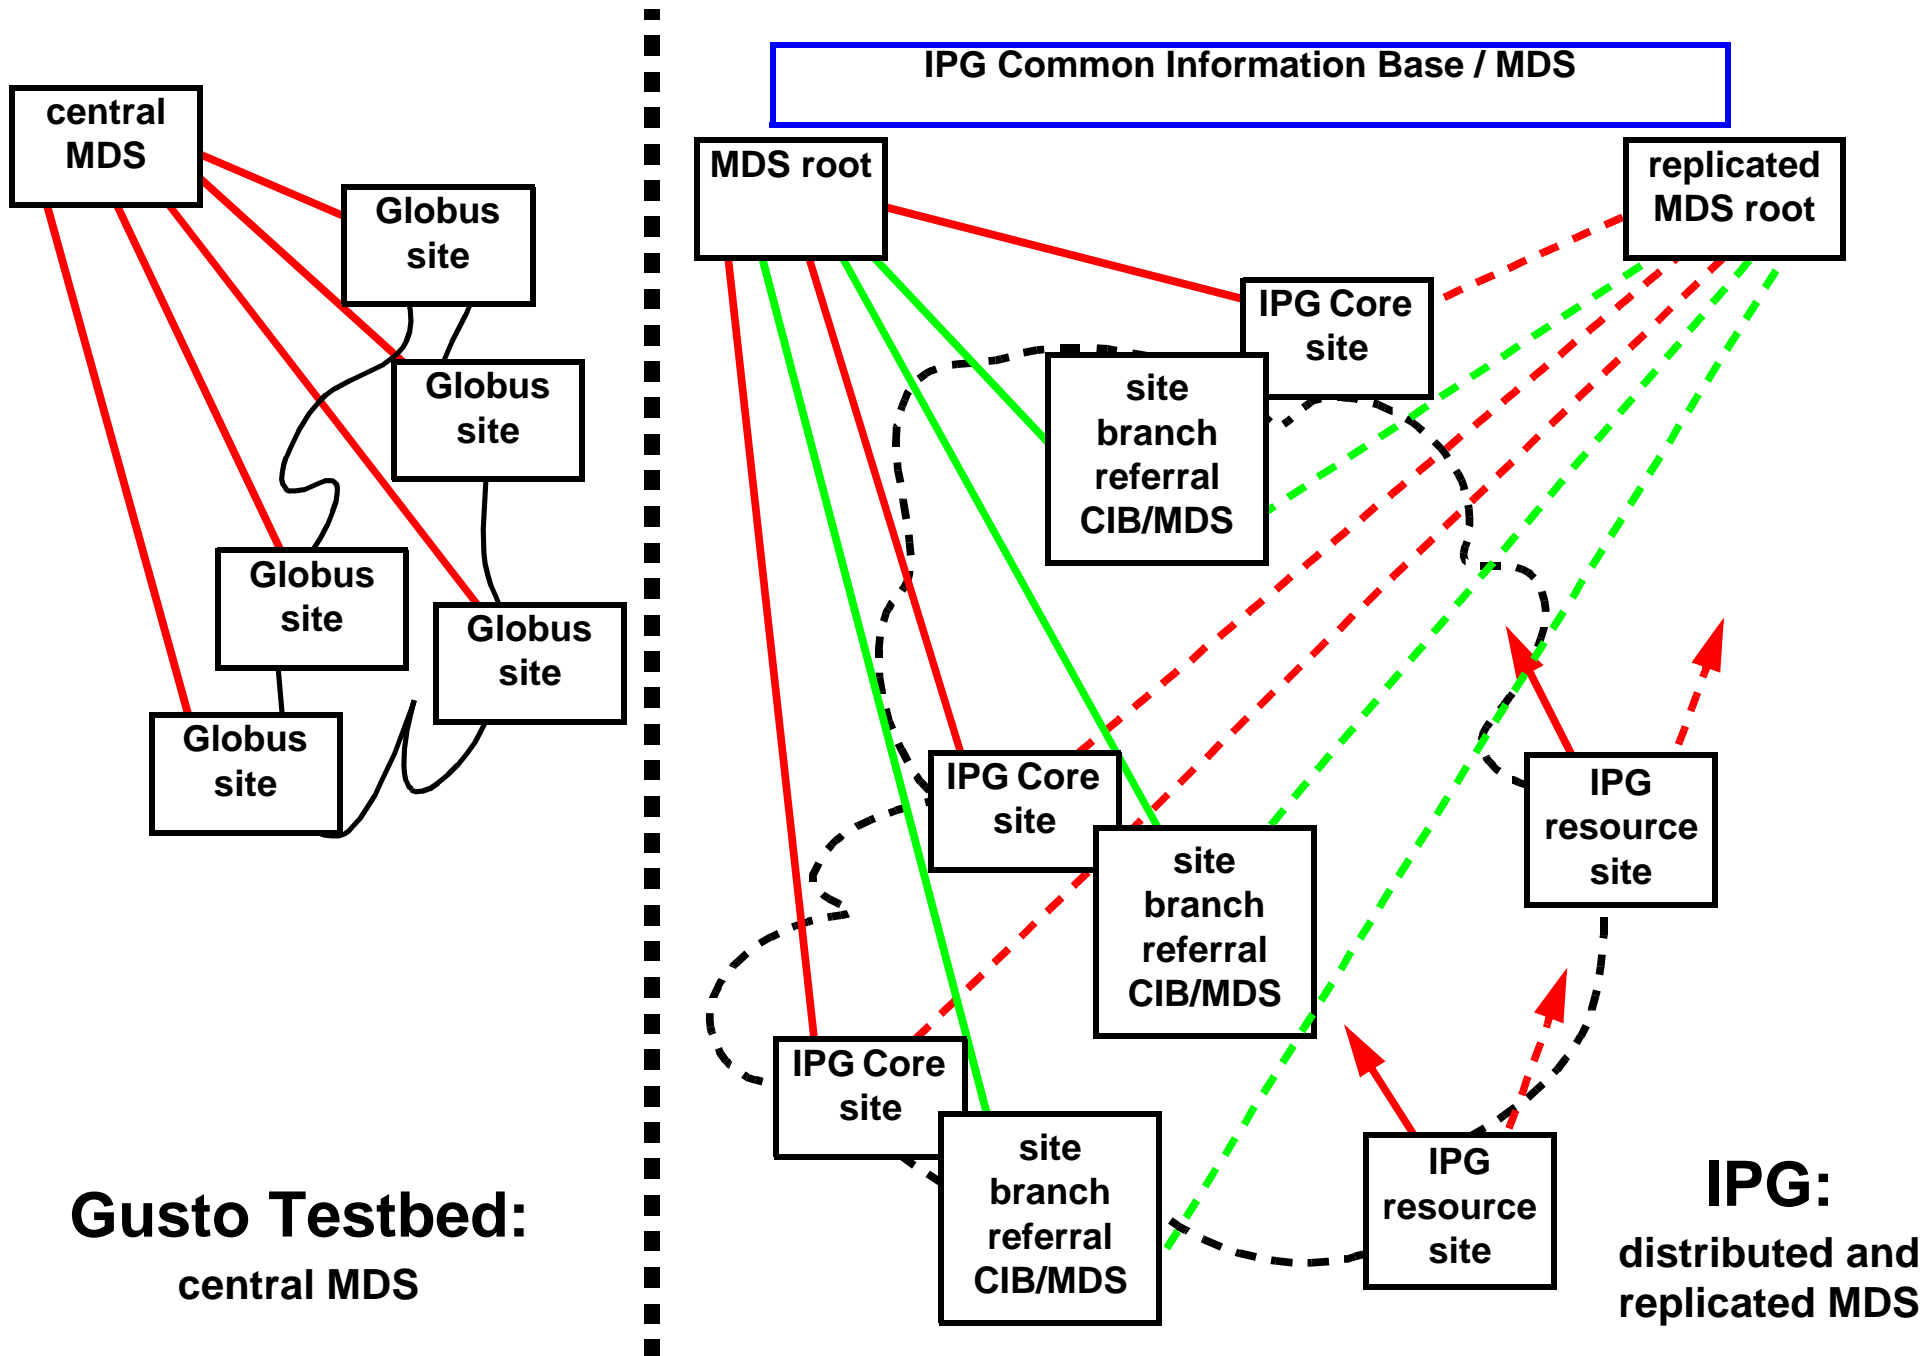 central
MDS
Globus
site
Globus
site
Globus
site
Globus
site
Globus
site
Gusto Testbed:
central MDS
IPG Common Information Base / MDS
MDS root
replicated
MDS root
IPG Core
site
site
branch
referral
CIB/MDS
IPG Core
site
site
branch
referral
CIB/MDS
IPG
resource
site
IPG Core
site
site
branch
referral
CIB/MDS
IPG
resource
site
IPG:
distributed and
replicated MDS